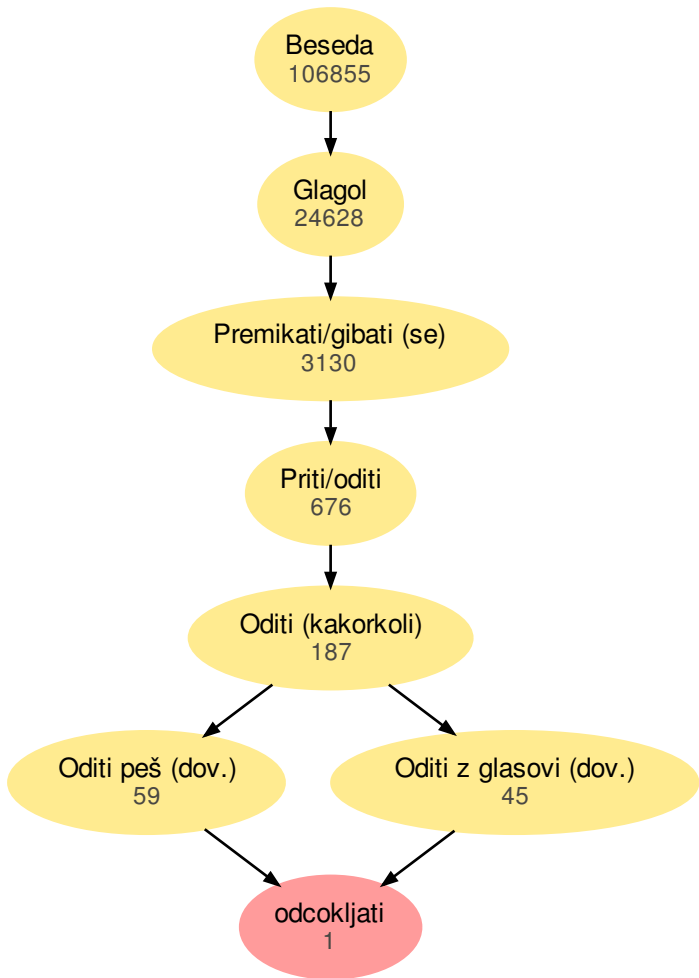 Beseda
106855
Glagol
24628
Premikati/gibati (se)
3130
Priti/oditi
676
Oditi (kakorkoli)
187
Oditi peš (dov.)
59
Oditi z glasovi (dov.)
45
odcokljati
1